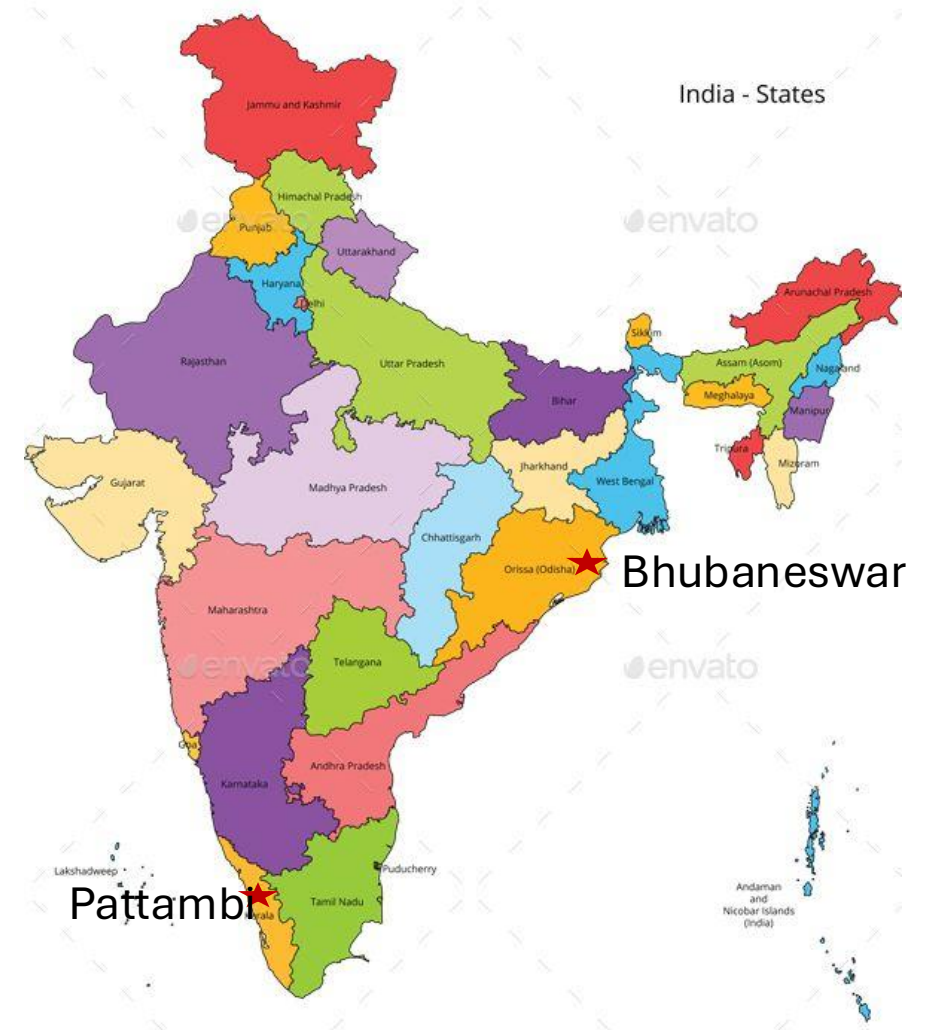 India - States
Jammu and Kashmir
Himachal Pradesh
Punjab
envato
envato
Uttarakhand
Haryana
Delhi
Arunachal Pradesh
Sikkim
Rajasthan
Uttar Pradesh
Assam (Asom)
Nagaland
Meghalaya
Bihar
Manipur
Tripura
Mizoram
Jharkhand
West Bengal
Gujarat
Madhya Pradesh
Chhattisgarh
Orissa (Odisha)
Bhubaneswar
Maharashtra
Telangana
envato
envato
Goa
Andhra Pradesh
Karnataka
Puducherry
Lakshadweep
Pattambi
Kerala
Tamil Nadu
Andaman
and
Nicobar Islands
(India)